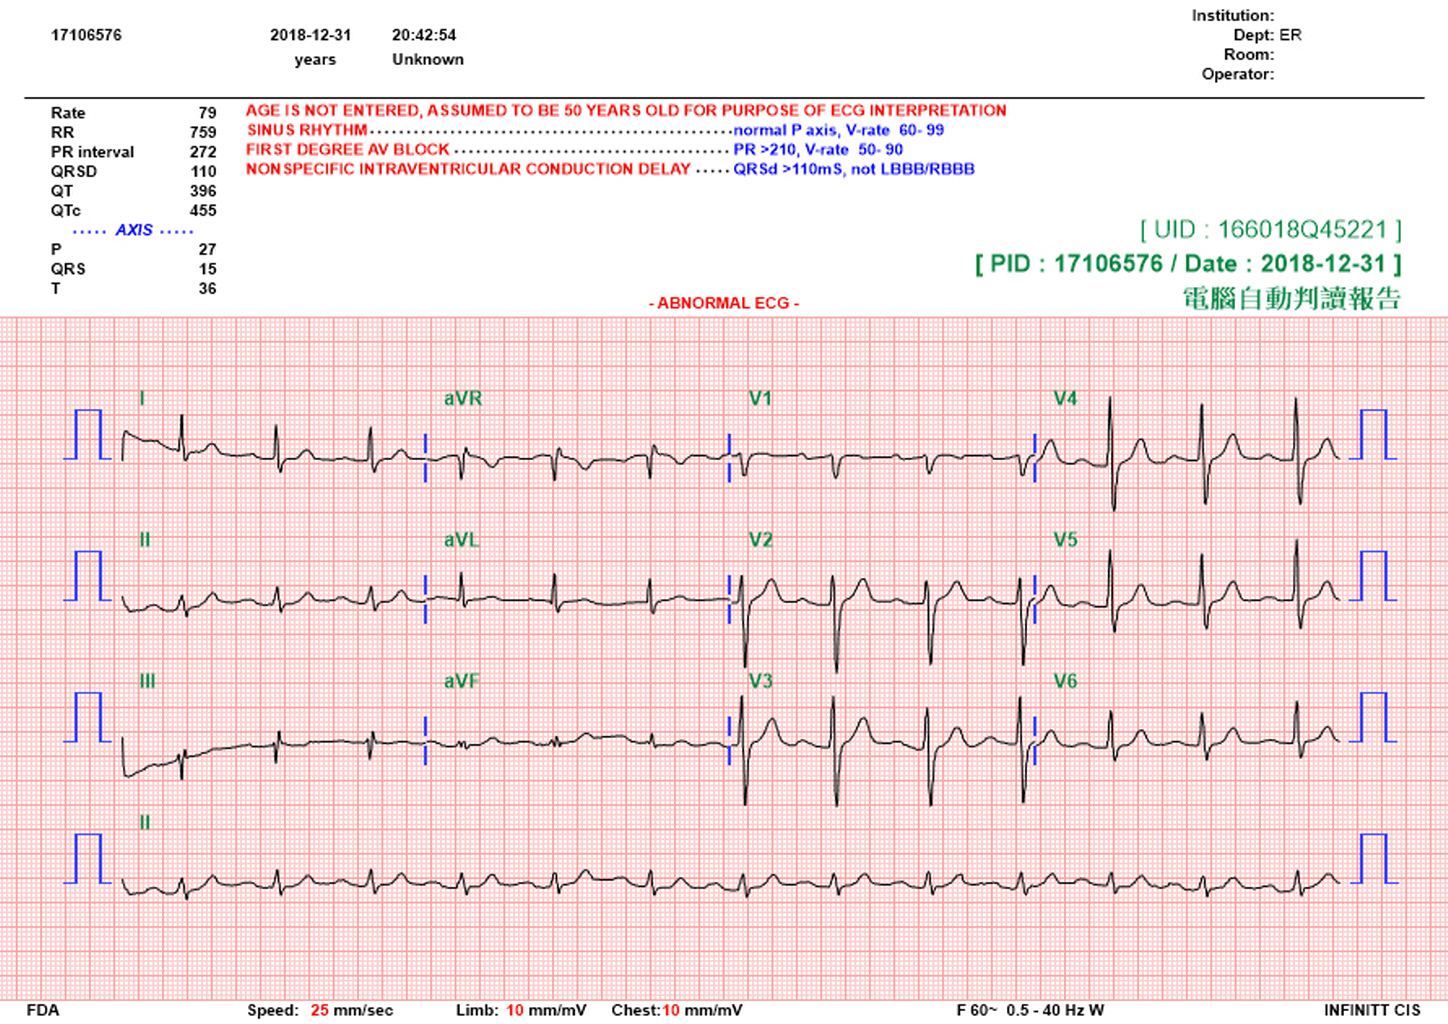 Institution:
17106576 2018-12-31 20:42:54 Dept: ER
years Unknown Room:
Operator:
Rate 79 AGE IS NOT ENTERED, ASSUMED TO BE 50 YEARS OLD FOR PURPOSE OF ECG INTERPRETATION
RR 759 SINUS RHYTHM normal P axis, V-rate 60- 99
PR interval 272 FIRST DEGREE AV BLOCK PR >210, V-rate 50- 90
QRSD 110 NONSPECIFIC INTRAVENTRICULAR CONDUCTION DELAY QRSd >110mS, not LBBB/RBBB
QT 396
QTc 455
····· AXIS ·····
[ UID : 166018Q45221 ]
P 27
QRS 15
[ PID : 17106576 / Date : 2018-12-31 ]
T 36
電腦自動判讀報告
- ABNORMAL ECG -
I aVR V1 V4
II aVL V2 V5
III aVF V3 V6
II
FDA Speed: 25 mm/sec Limb: 10 mm/mV Chest:10 mm/mV F 60~ 0.5 - 40 Hz W INFINITT CIS